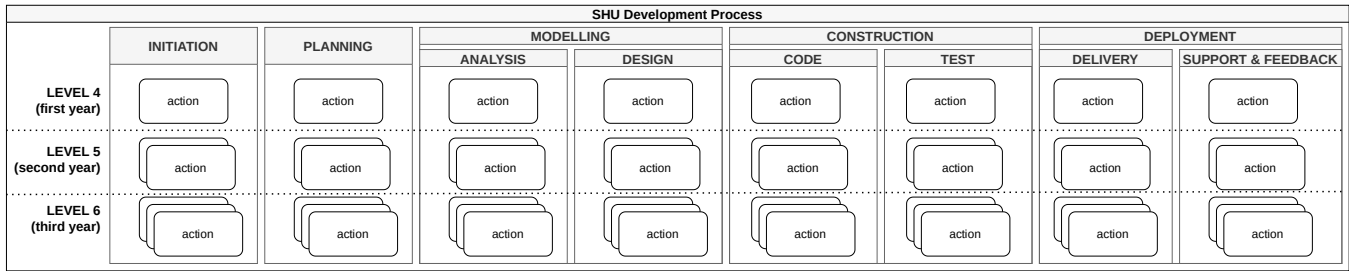 SHU Development Process
INITIATION
PLANNING
MODELLING
CONSTRUCTION
DEPLOYMENT
ANALYSIS
DESIGN
CODE
TEST
DELIVERY
SUPPORT & FEEDBACK
LEVEL 4
(first year)
action
action
action
action
action
action
action
action
LEVEL 5
(second year)
action
action
action
action
action
action
action
action
LEVEL 6
(third year)
action
action
action
action
action
action
action
action